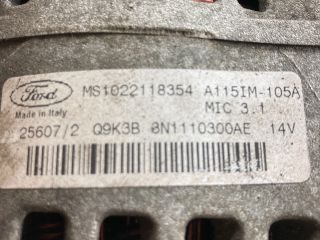 Ford MS1022118354 A115IM-105A
Made in Italy MIC 3.1
25607/2 Q9K3B 8N1110300AE 14V